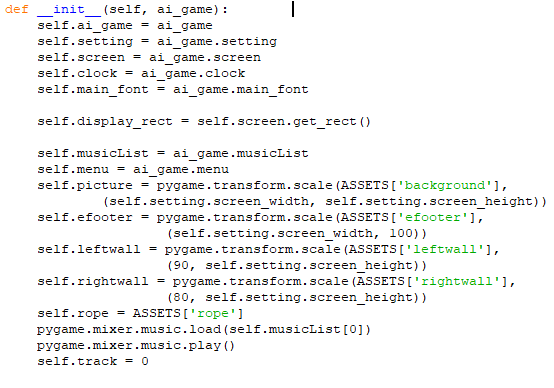 def __init__(self, ai_game):
    self.ai_game = ai_game
    self.setting = ai_game.setting
    self.screen = ai_game.screen
    self.clock = ai_game.clock
    self.main_font = ai_game.main_font

    self.display_rect = self.screen.get_rect()

    self.musicList = ai_game.musicList
    self.menu = ai_game.menu
    self.picture = pygame.transform.scale(ASSETS['background'],
            (self.setting.screen_width, self.setting.screen_height))
    self.efooter = pygame.transform.scale(ASSETS['efooter'],
                    (self.setting.screen_width, 100))
    self.leftwall = pygame.transform.scale(ASSETS['leftwall'],
                    (90, self.setting.screen_height))
    self.rightwall = pygame.transform.scale(ASSETS['rightwall'],
                    (80, self.setting.screen_height))
    self.rope = ASSETS['rope']
    pygame.mixer.music.load(self.musicList[0])
    pygame.mixer.music.play()
    self.track = 0